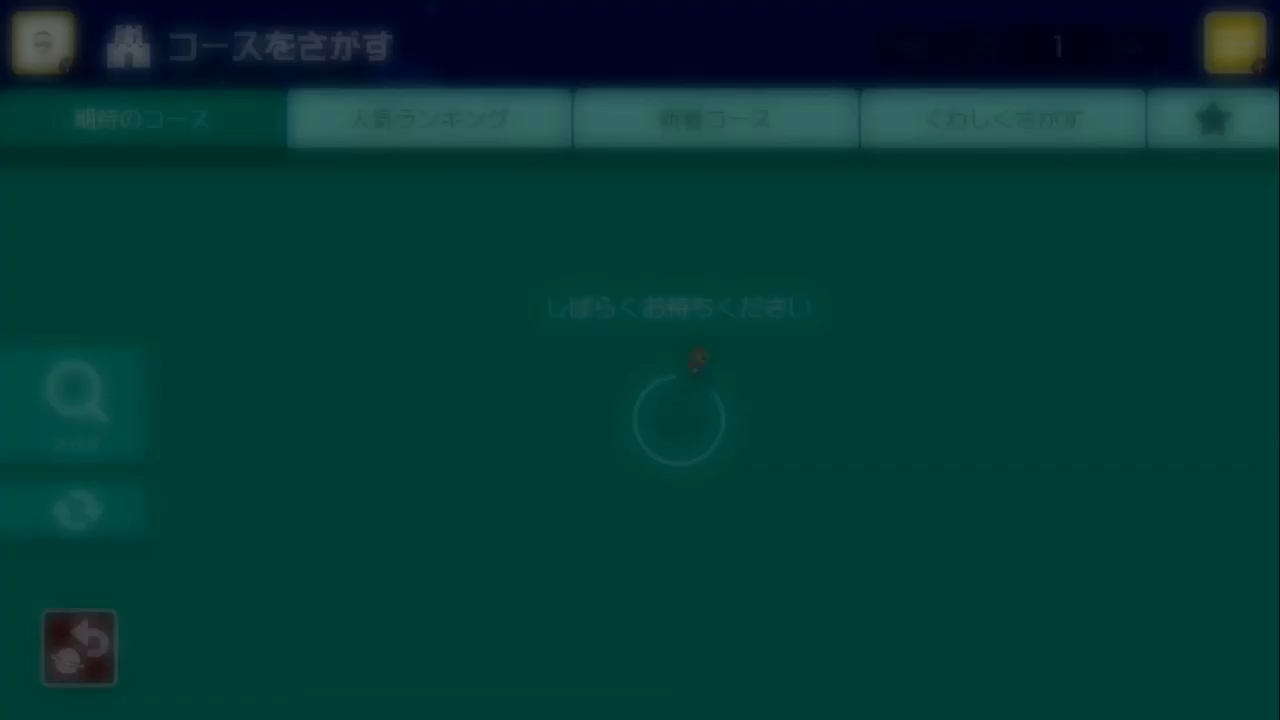 コースをさがす
1
期待のコース
人気ランキング
新着コース
くわしくさがす
しばらくお待ちください